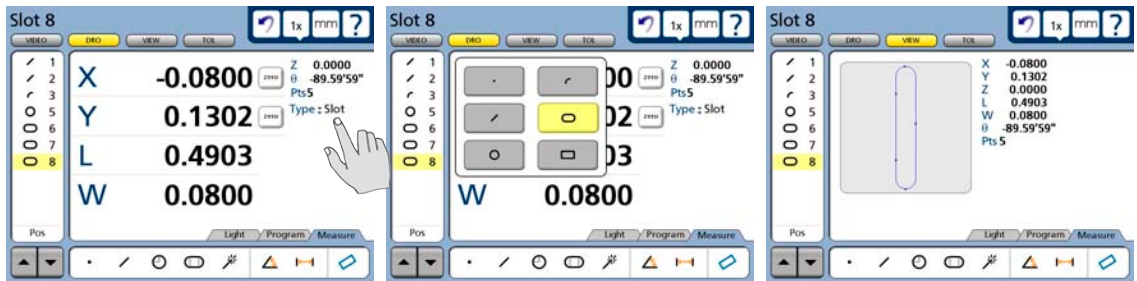 Slot 8
1x mm ?
VIDEO DRO VIEW TOL
1
2
3
5
6
7
8
Pos
X -0.0800 zero
Y 0.1302 zero
L 0.4903
W 0.0800
Z 0.0000
θ -89.59'59"
Pts 5
Type : Slot
Light Program Measure
Slot 8
1x mm ?
VIDEO DRO VIEW TOL
1
2
3
5
6
7
8
Pos
00 zero
02 zero
03
W 0.0800
Z 0.0000
θ -89.59'59"
Pts 5
Type : Slot
Light Program Measure
Slot 8
1x mm ?
VIDEO DRO VIEW TOL
1
2
3
5
6
7
8
Pos
X -0.0800
Y 0.1302
Z 0.0000
L 0.4903
W 0.0800
θ -89.59'59"
Pts 5
Light Program Measure